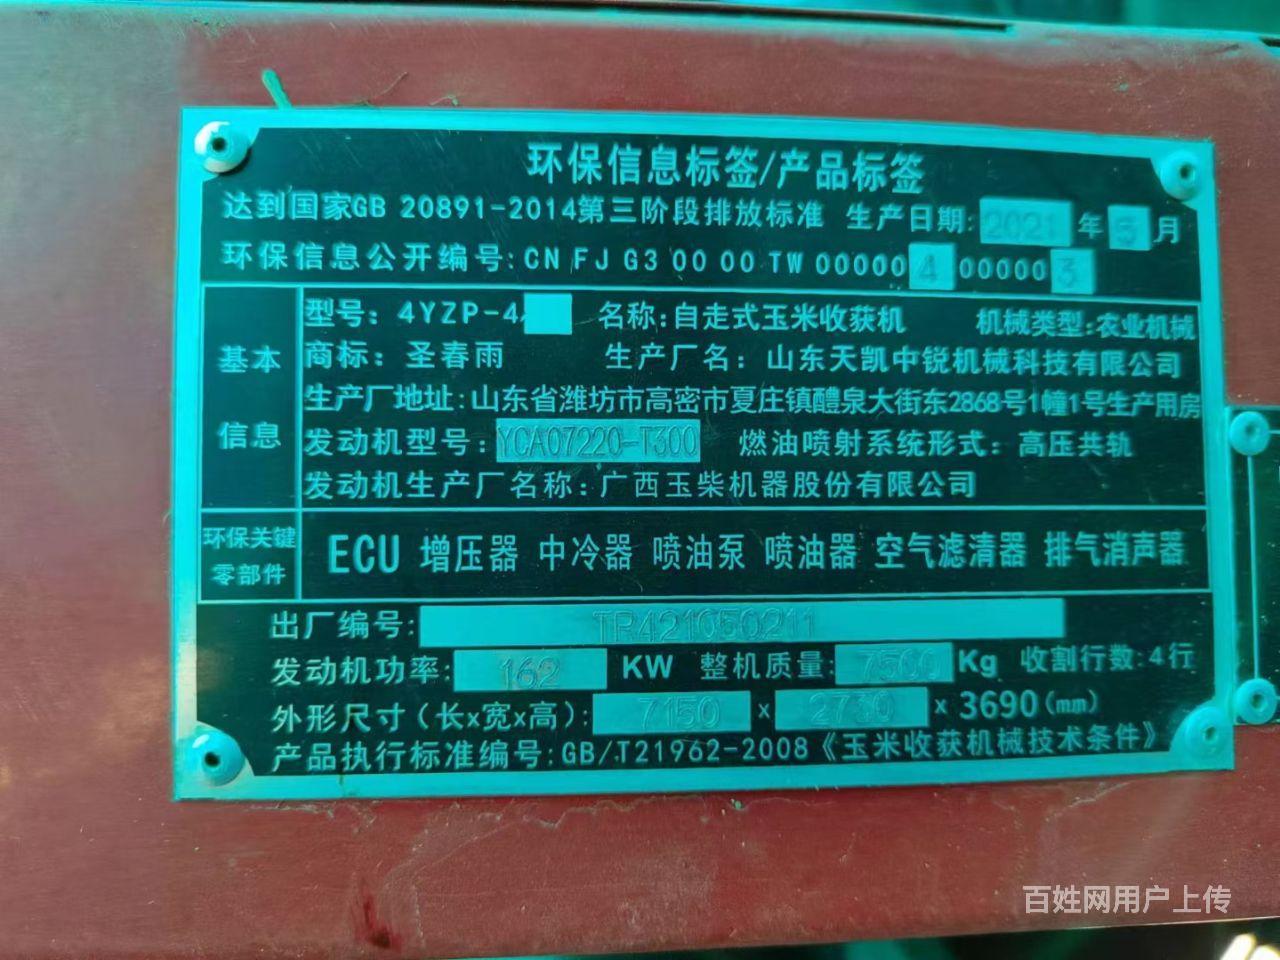 环保信息标签/产品标签
达到国家GB 20891-2014第三阶段排放标准 生产日期:2021年5月
环保信息公开编号:CN FJ G3 00 00 TW 00000 4 00000 3
基本信息
型号: 4YZP-4 名称:自走式玉米收获机 机械类型:农业机械
商标: 圣春雨 生产厂名: 山东天凯中锐机械科技有限公司
生产厂地址:山东省潍坊市高密市夏庄镇醴泉大街东2868号1幢1号生产用房
发动机型号:YCA07220-T300 燃油喷射系统形式: 高压共轨
发动机生产厂名称:广西玉柴机器股份有限公司
环保关键零部件
ECU 增压器 中冷器 喷油泵 喷油器 空气滤清器 排气消声器
出厂编号: TR421050211
发动机功率: 162 KW 整机质量: 7500 Kg 收割行数:4行
外形尺寸(长x宽x高): 7150 x 2730 x 3690(mm)
产品执行标准编号:GB/T21962-2008《玉米收获机械技术条件》
百姓网用户上传